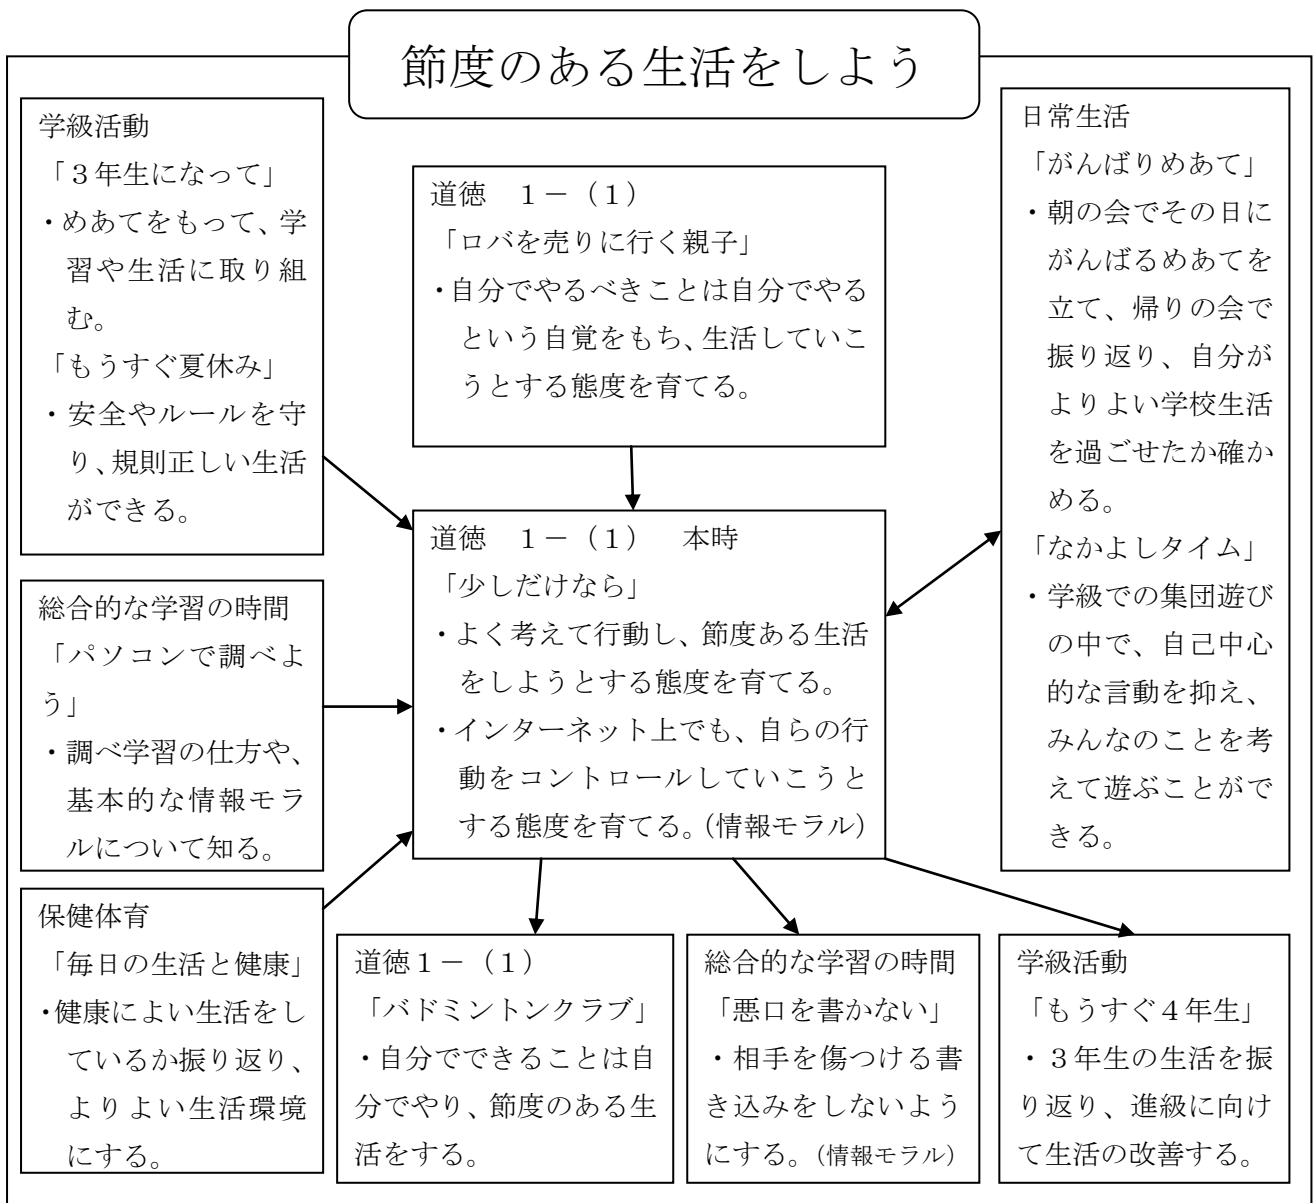 節度のある生活をしよう
学級活動
「３年生になって」
・めあてをもって、学
習や生活に取り組
む。
「もうすぐ夏休み」
・安全やルールを守
り、規則正しい生活
ができる。
道徳　１－（１）
「ロバを売りに行く親子」
・自分でやるべきことは自分でやる
という自覚をもち、生活していこ
うとする態度を育てる。
日常生活
「がんばりめあて」
・朝の会でその日に
がんばるめあてを
立て、帰りの会で
振り返り、自分が
よりよい学校生活
を過ごせたか確か
める。
「なかよしタイム」
・学級での集団遊び
の中で、自己中心
的な言動を抑え、
みんなのことを考
えて遊ぶことがで
きる。
道徳　１－（１）　本時
「少しだけなら」
・よく考えて行動し、節度ある生活
をしようとする態度を育てる。
・インターネット上でも、自らの行
動をコントロールしていこうと
する態度を育てる。（情報モラル）
総合的な学習の時間
「パソコンで調べよ
う」
・調べ学習の仕方や、
基本的な情報モラ
ルについて知る。
保健体育
「毎日の生活と健康」
・健康によい生活をし
ているか振り返り、
よりよい生活環境
にする。
道徳１－（１）
「バドミントンクラブ」
・自分でできることは自
分でやり、節度のある生
活をする。
総合的な学習の時間
「悪口を書かない」
・相手を傷つける書
き込みをしないよう
にする。（情報モラル）
学級活動
「もうすぐ４年生」
・３年生の生活を振
り返り、進級に向け
て生活の改善する。